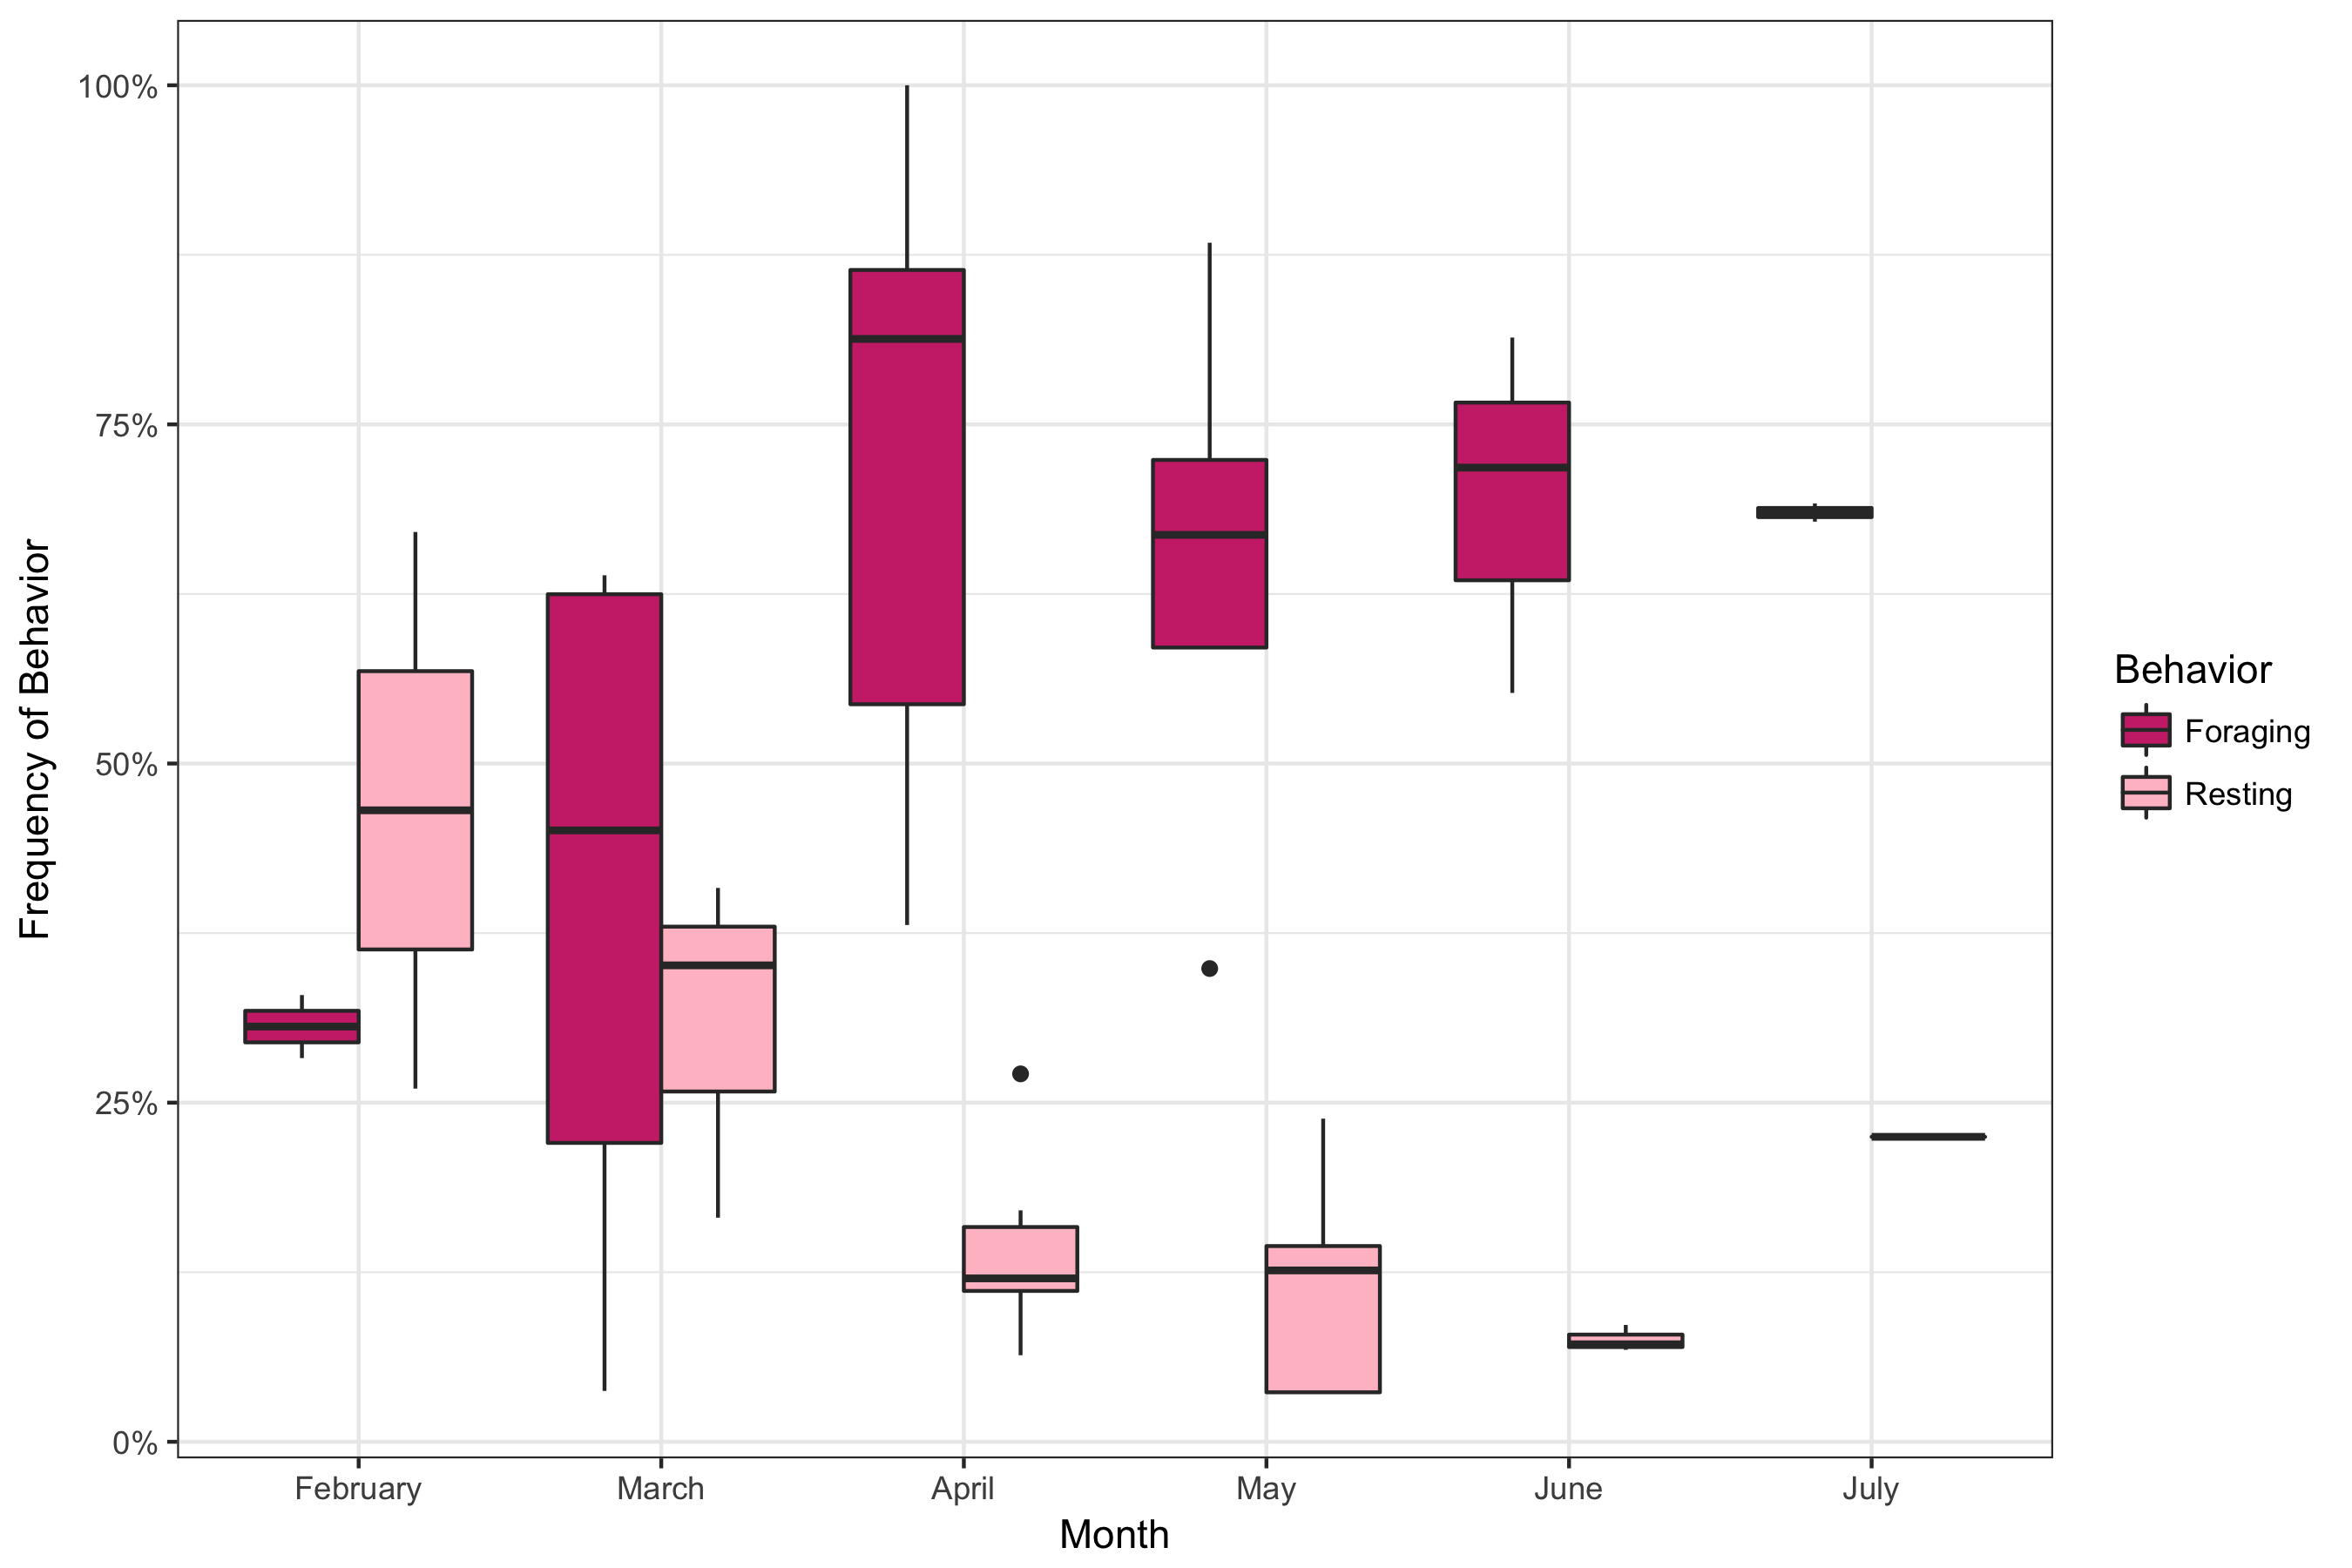 Frequency of Behavior
100%
75%
50%
25%
0%
February
March
April
May
June
July
Month
Behavior
Foraging
Resting